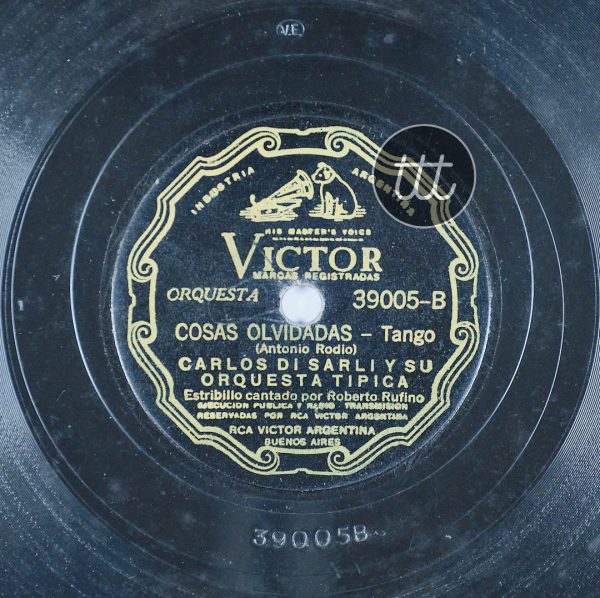 V.E.
ttt
INDUSTRIA ARGENTINA
HIS MASTER'S VOICE
VICTOR
MARCAS REGISTRADAS
ORQUESTA 39005-B
COSAS OLVIDADAS - Tango
(Antonio Rodio)
CARLOS DI SARLI Y SU
ORQUESTA TIPICA
Estribillo cantado por Roberto Rufino
EJECUCION PUBLICA Y RADIO-TRANSMISION
RESERVADAS POR RCA VICTOR ARGENTINA
RCA VICTOR ARGENTINA
BUENOS AIRES
39005B